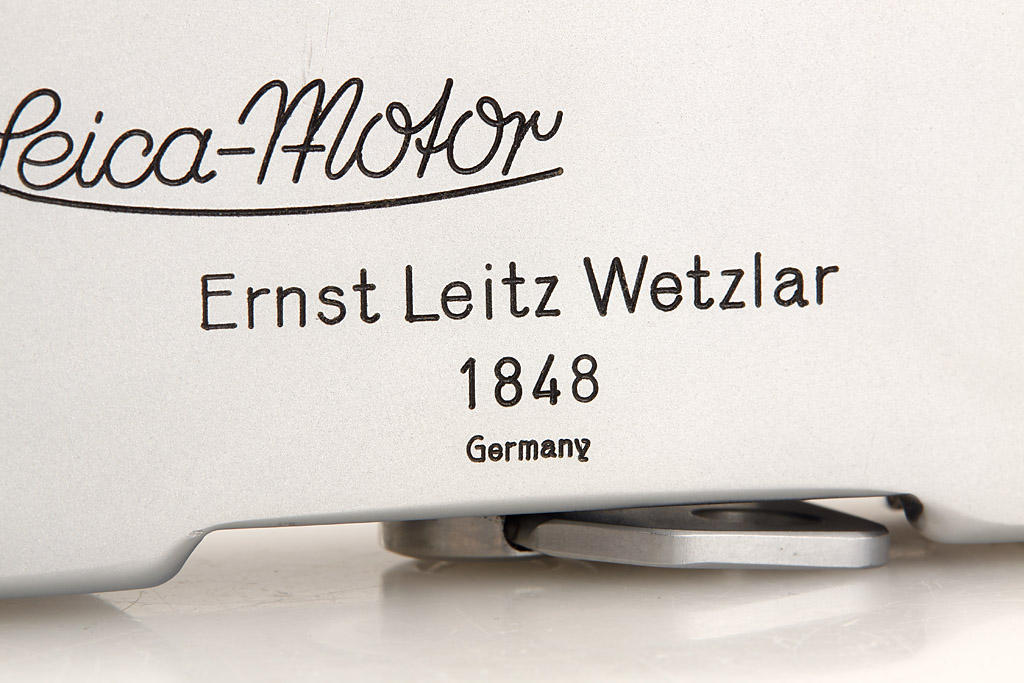 Leica-Motor
Ernst Leitz Wetzlar
1848
Germany